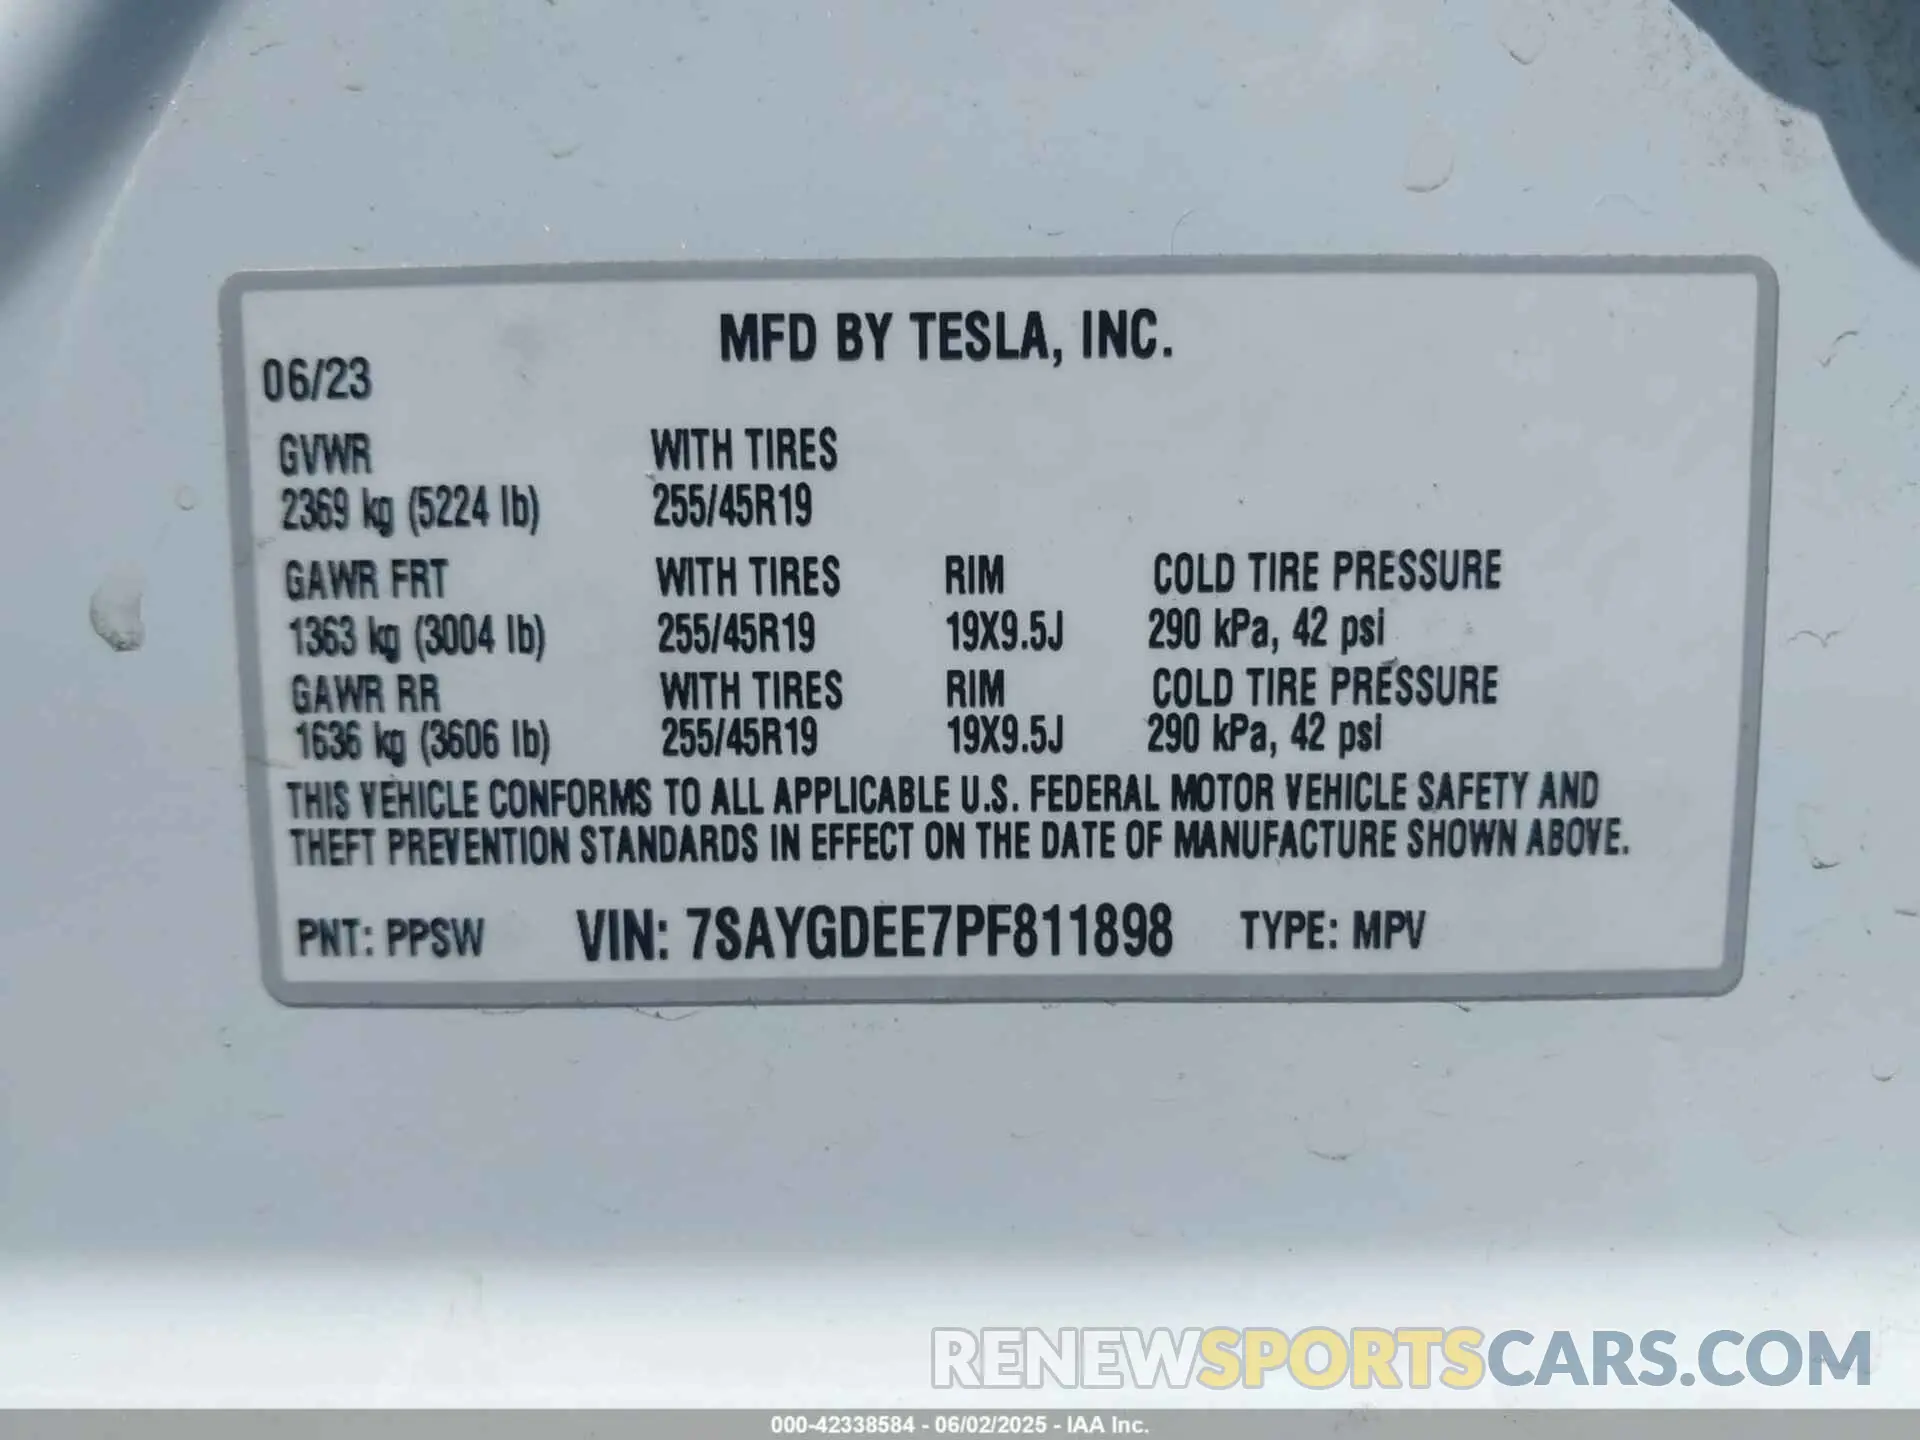 MFD BY TESLA, INC.
06/23
GVWR WITH TIRES
2369 kg (5224 lb) 255/45R19
GAWR FRT WITH TIRES RIM COLD TIRE PRESSURE
1363 kg (3004 lb) 255/45R19 19X9.5J 290 kPa, 42 psi
GAWR RR WITH TIRES RIM COLD TIRE PRESSURE
1636 kg (3606 lb) 255/45R19 19X9.5J 290 kPa, 42 psi
THIS VEHICLE CONFORMS TO ALL APPLICABLE U.S. FEDERAL MOTOR VEHICLE SAFETY AND
THEFT PREVENTION STANDARDS IN EFFECT ON THE DATE OF MANUFACTURE SHOWN ABOVE.
PNT: PPSW VIN: 7SAYGDEE7PF811898 TYPE: MPV
RENEWSPORTSCARS.COM
000-42338584 - 06/02/2025 - IAA Inc.